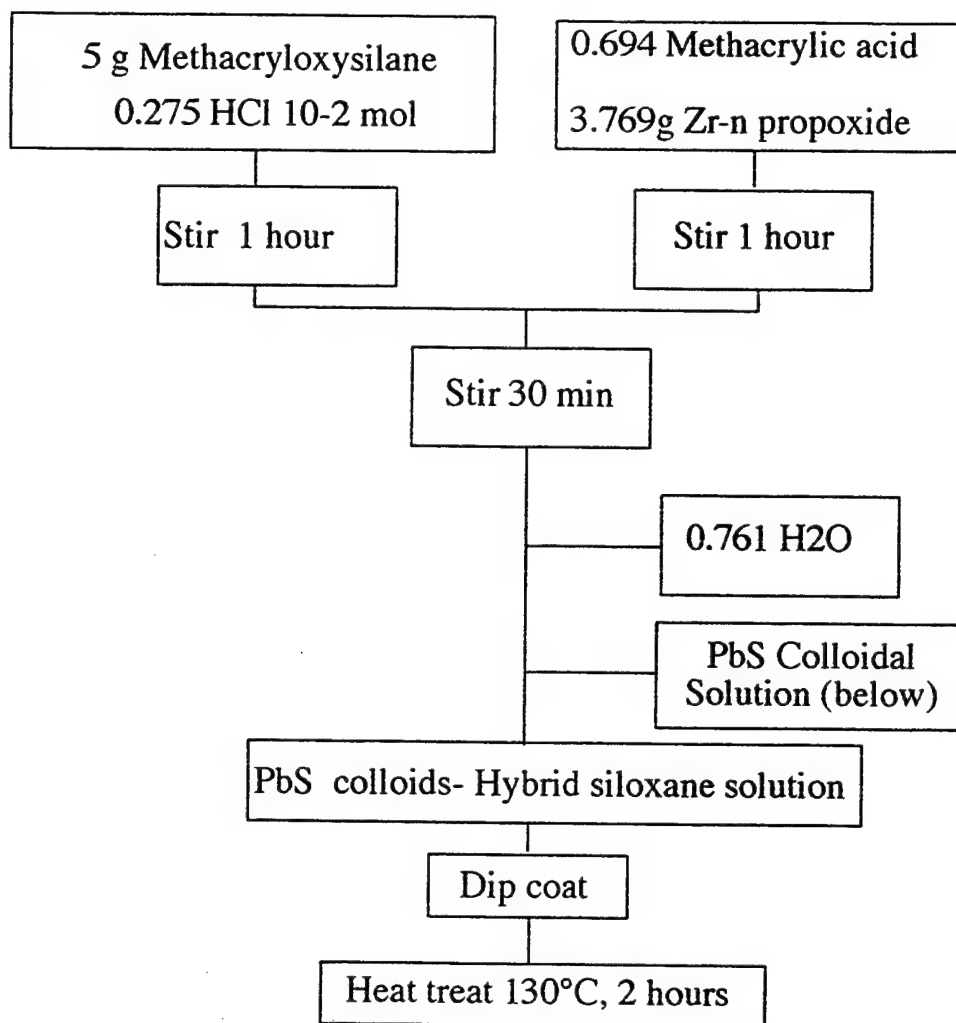 5 g Methacryloxysilane
0.275 HCl 10-2 mol
0.694 Methacrylic acid
3.769g Zr-n propoxide
Stir 1 hour
Stir 1 hour
Stir 30 min
0.761 H2O
PbS Colloidal
Solution (below)
PbS colloids- Hybrid siloxane solution
Dip coat
Heat treat 130°C, 2 hours